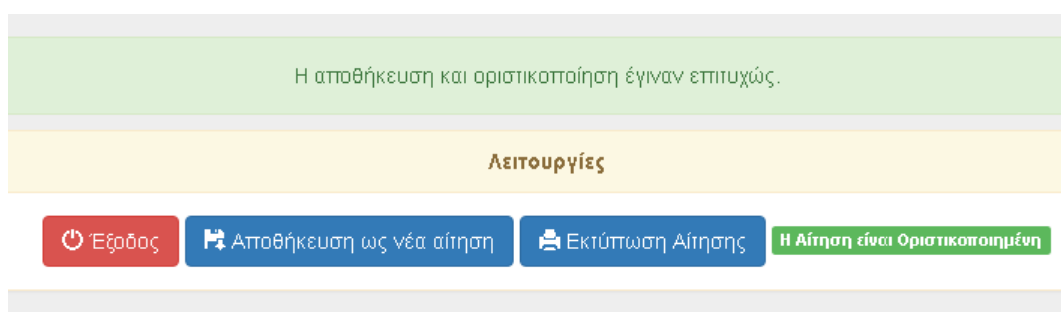 Η αποθήκευση και οριστικοποίηση έγιναν επιτυχώς.
Λειτουργίες
Έξοδος Αποθήκευση ως νέα αίτηση Εκτύπωση Αίτησης Η Αίτηση είναι Οριστικοποιημένη